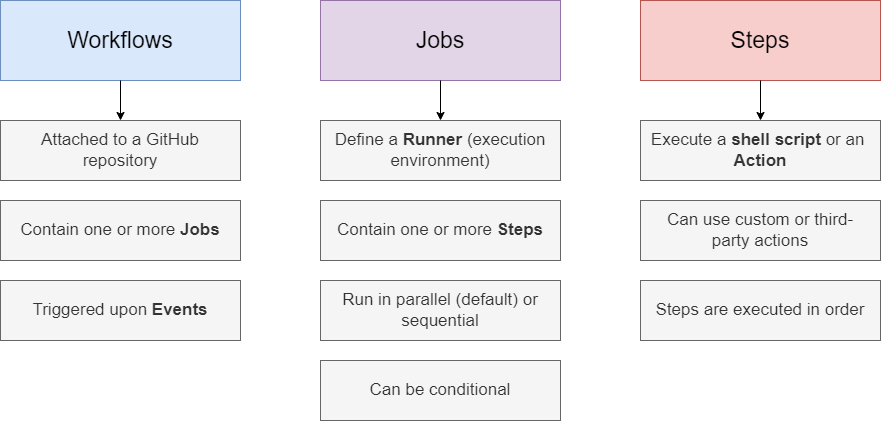 Workflows
Attached to a GitHub
repository
Contain one or more Jobs
Triggered upon Events
Jobs
Define a Runner (execution
environment)
Contain one or more Steps
Run in parallel (default) or
sequential
Can be conditional
Steps
Execute a shell script or an
Action
Can use custom or third-
party actions
Steps are executed in order